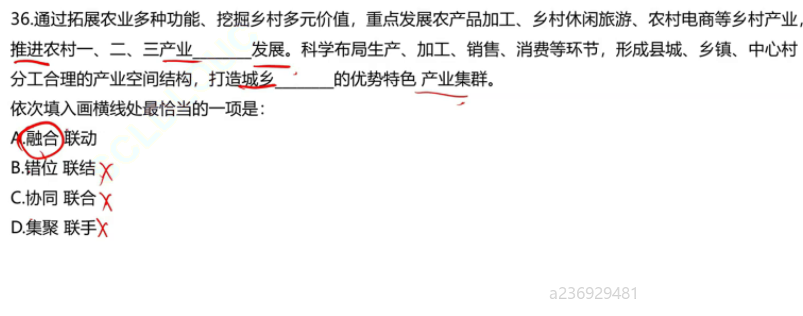 36.通过拓展农业多种功能、挖掘乡村多元价值，重点发展农产品加工、乡村休闲旅游、农村电商等乡村产业，
推进农村一、二、三产业______发展。科学布局生产、加工、销售、消费等环节，形成县城、乡镇、中心村
分工合理的产业空间结构，打造城乡______的优势特色 产业集群。
依次填入画横线处最恰当的一项是：
A.融合 联动
B.错位 联结
C.协同 联合
D.集聚 联手
a236929481